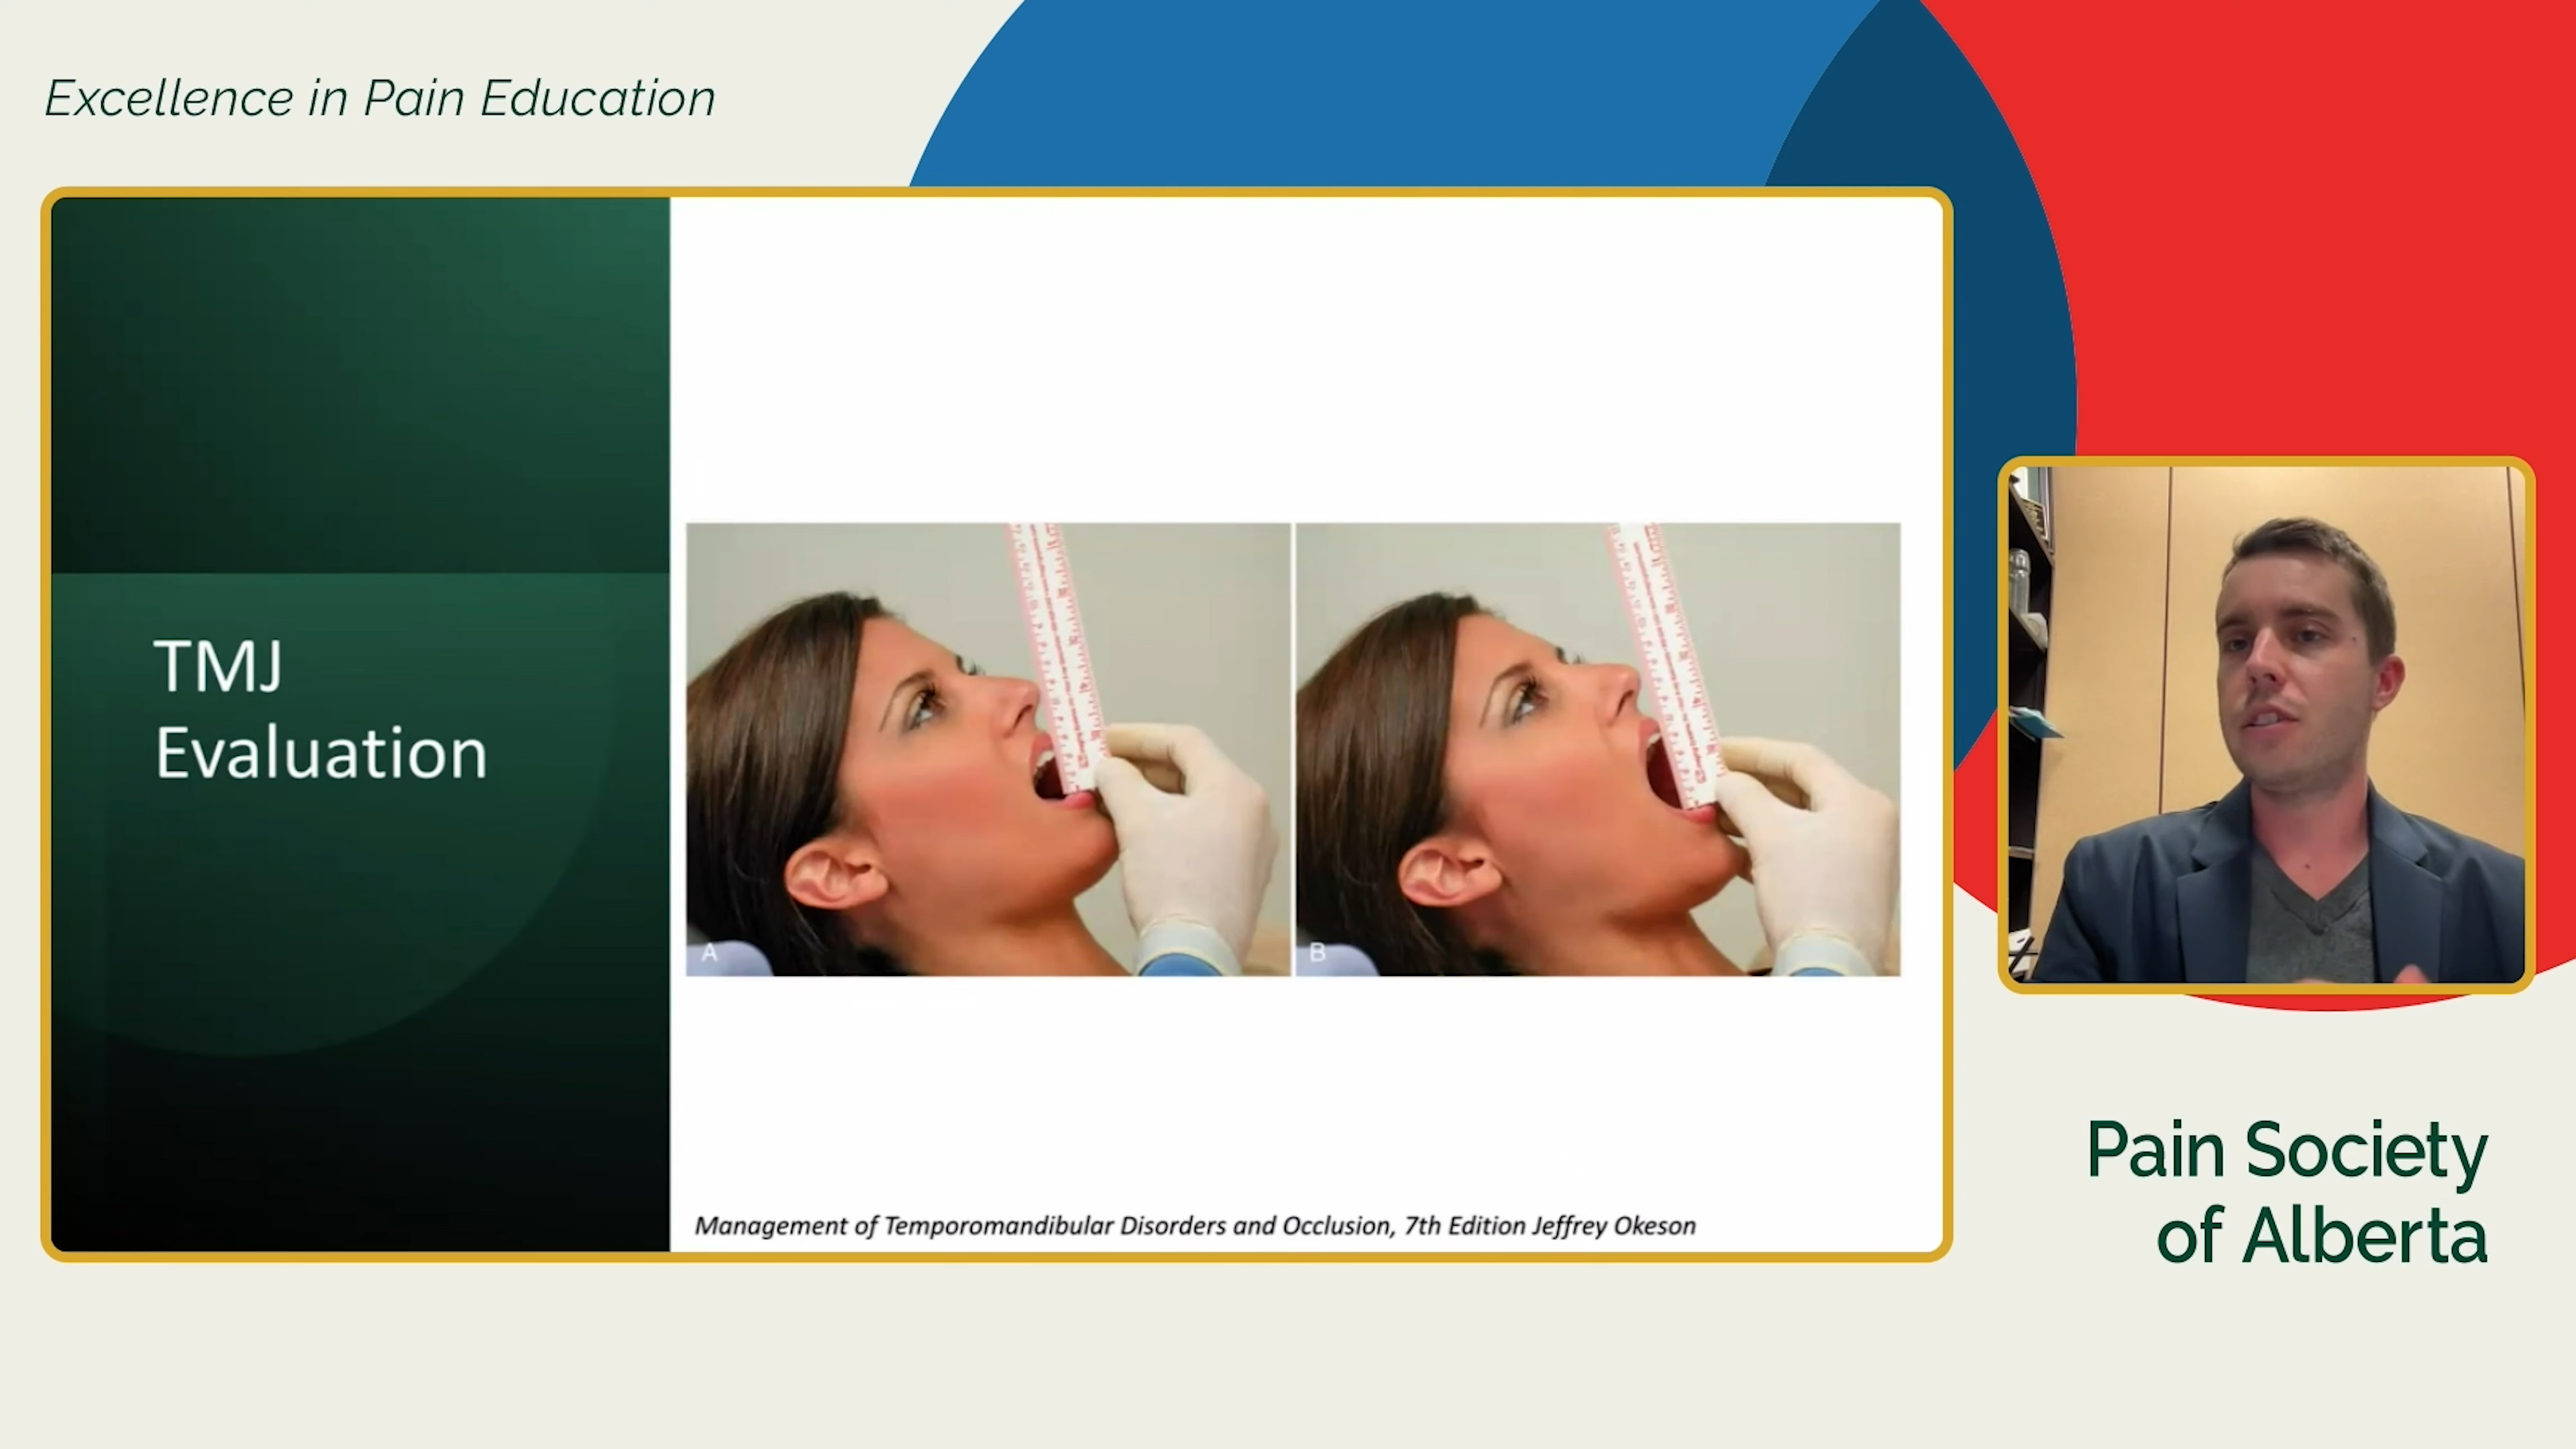 Excellence in Pain Education
TMJ
Evaluation
A
B
Management of Temporomandibular Disorders and Occlusion, 7th Edition Jeffrey Okeson
Pain Society
of Alberta